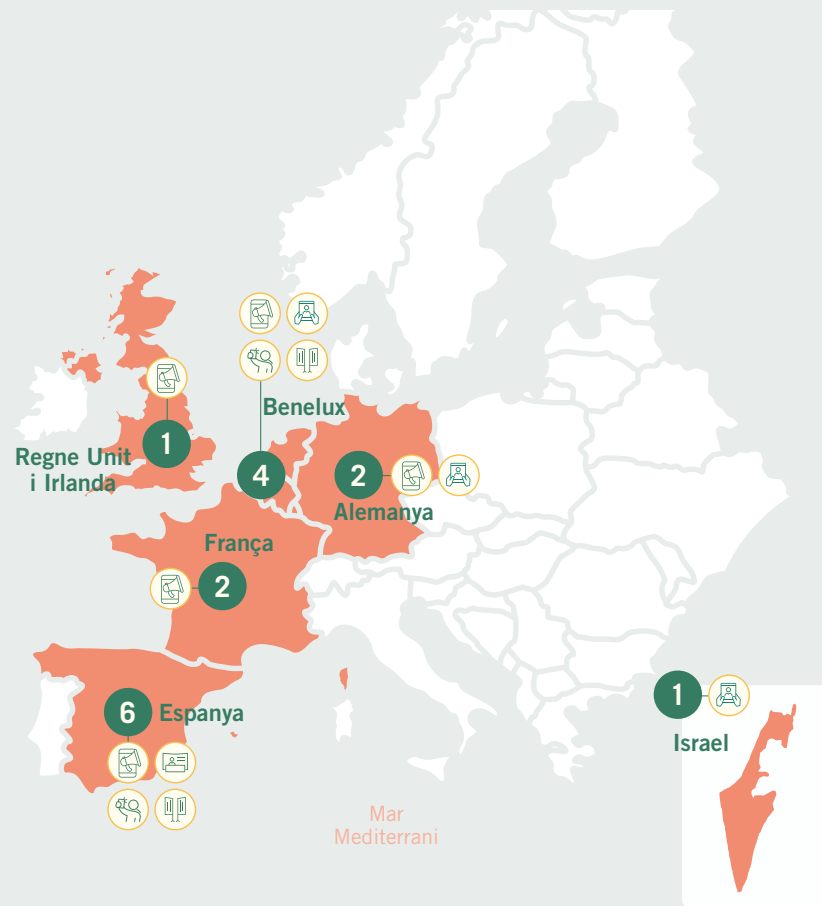 Benelux
1
Regne Unit
i Irlanda
4
2
Alemanya
França
2
6
Espanya
1
Israel
Mar
Mediterrani